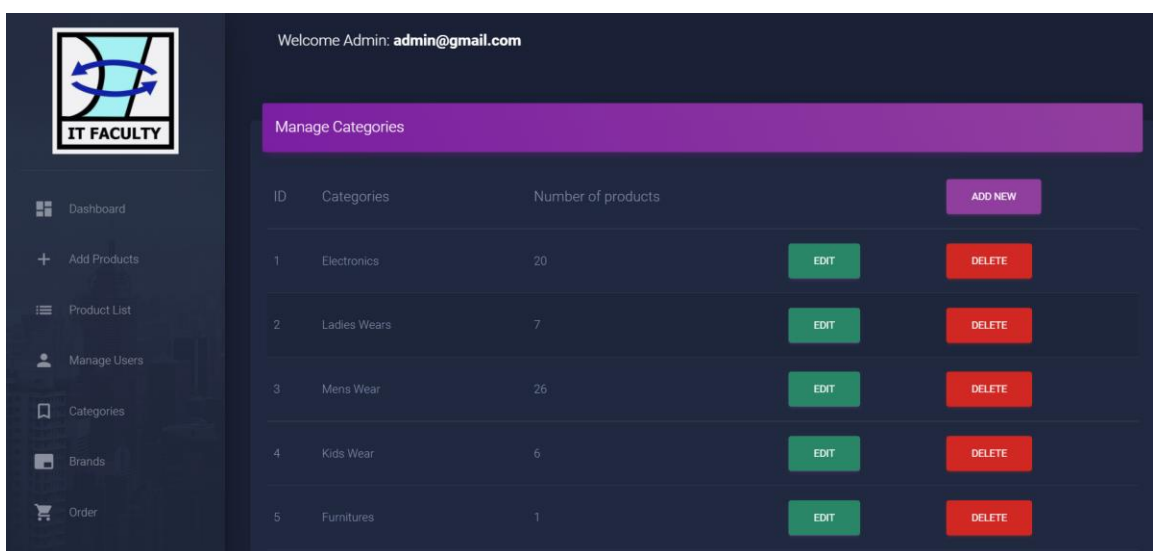 IT FACULTY
Dashboard
Add Products
Product List
Manage Users
Categories
Brands
Order
Welcome Admin: admin@gmail.com
Manage Categories
ID Categories Number of products ADD NEW
1 Electronics 20 EDIT DELETE
2 Ladies Wears 7 EDIT DELETE
3 Mens Wear 26 EDIT DELETE
4 Kids Wear 6 EDIT DELETE
5 Furnitures 1 EDIT DELETE